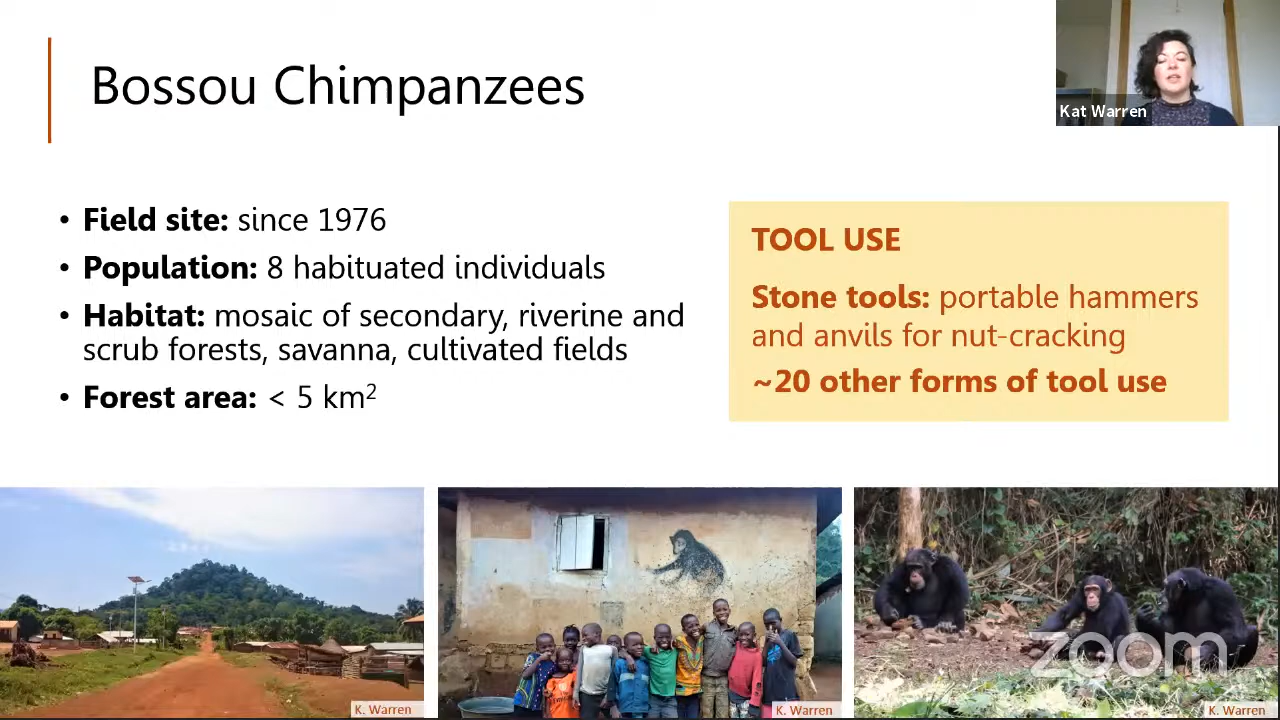 Bossou Chimpanzees
Kat Warren
• Field site: since 1976
• Population: 8 habituated individuals
• Habitat: mosaic of secondary, riverine and
scrub forests, savanna, cultivated fields
• Forest area: < 5 km²
TOOL USE
Stone tools: portable hammers
and anvils for nut-cracking
~20 other forms of tool use
K. Warren
K. Warren
K. Warren
zoom